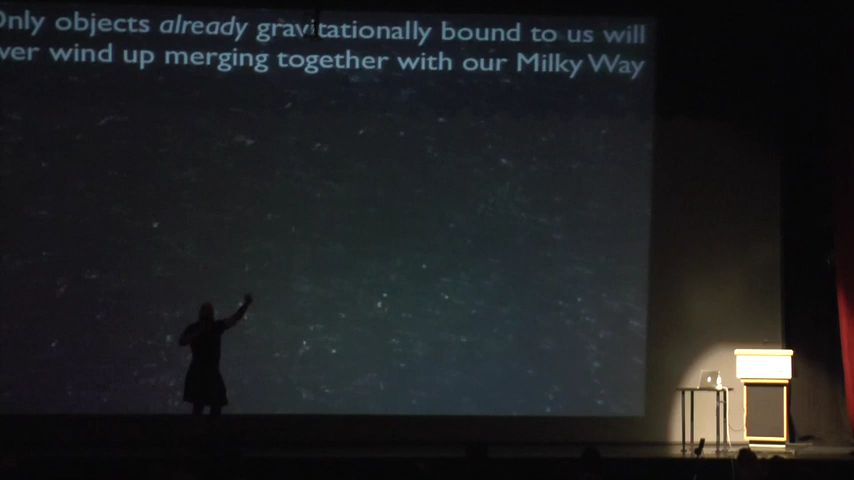 Only objects already gravitationally bound to us will
ver wind up merging together with our Milky Way